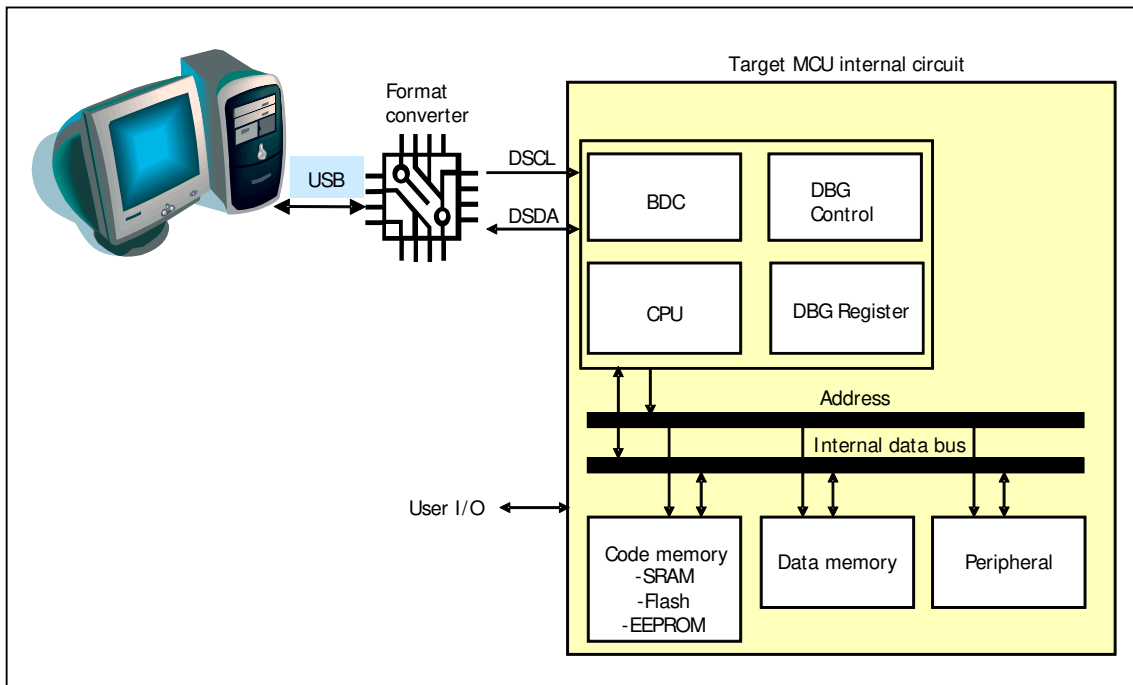 Target MCU internal circuit
Format
converter
USB
DSCL
DSDA
BDC
DBG
Control
CPU
DBG Register
Address
Internal data bus
User I/O
Code memory
-SRAM
-Flash
-EEPROM
Data memory
Peripheral